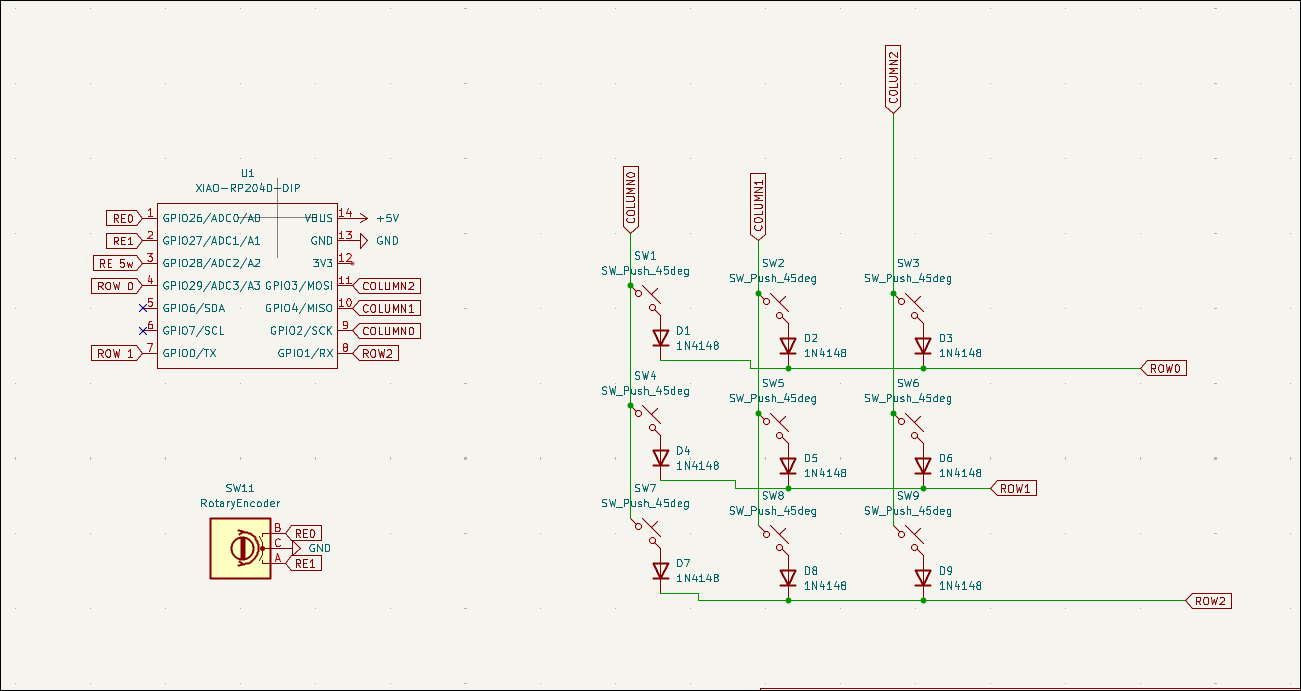 COLUMN2
U1
XIAO-RP2040-DIP
RE0 1 GPIO26/ADC0/A0 VBUS 14 +5V
RE1 2 GPIO27/ADC1/A1 GND 13 GND
RE 5w 3 GPIO28/ADC2/A2 3V3 12
ROW 0 4 GPIO29/ADC3/A3 GPIO3/MOSI 11 COLUMN2
5 GPIO6/SDA GPIO4/MISO 10 COLUMN1
6 GPIO7/SCL GPIO2/SCK 9 COLUMN0
ROW 1 7 GPIO0/TX GPIO1/RX 8 ROW2
COLUMN0
COLUMN1
SW1
SW_Push_45deg
SW2
SW_Push_45deg
SW3
SW_Push_45deg
D1
1N4148
D2
1N4148
D3
1N4148
ROW0
SW4
SW_Push_45deg
SW5
SW_Push_45deg
SW6
SW_Push_45deg
D4
1N4148
D5
1N4148
D6
1N4148
ROW1
SW7
SW_Push_45deg
SW8
SW_Push_45deg
SW9
SW_Push_45deg
D7
1N4148
D8
1N4148
D9
1N4148
ROW2
SW11
RotaryEncoder
B RE0
C GND
A RE1